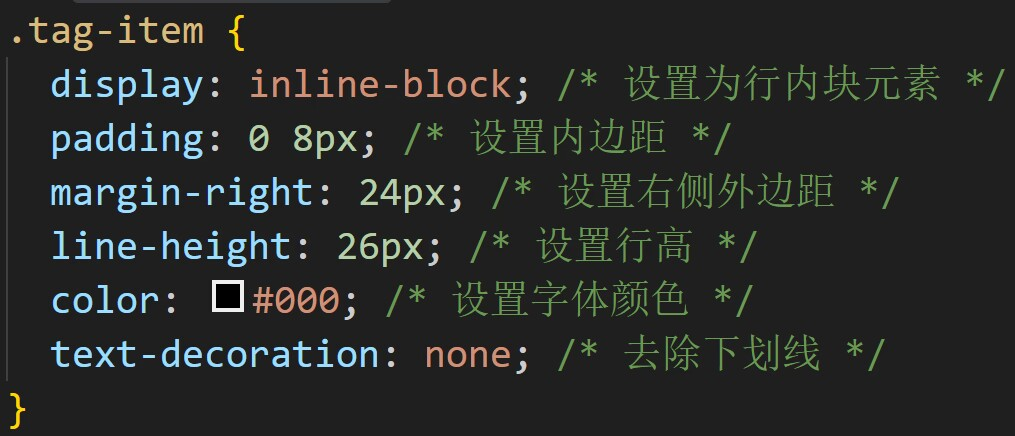 .tag-item {
display: inline-block; /* 设置为行内块元素 */
padding: 0 8px; /* 设置内边距 */
margin-right: 24px; /* 设置右侧外边距 */
line-height: 26px; /* 设置行高 */
color: #000; /* 设置字体颜色 */
text-decoration: none; /* 去除下划线 */
}